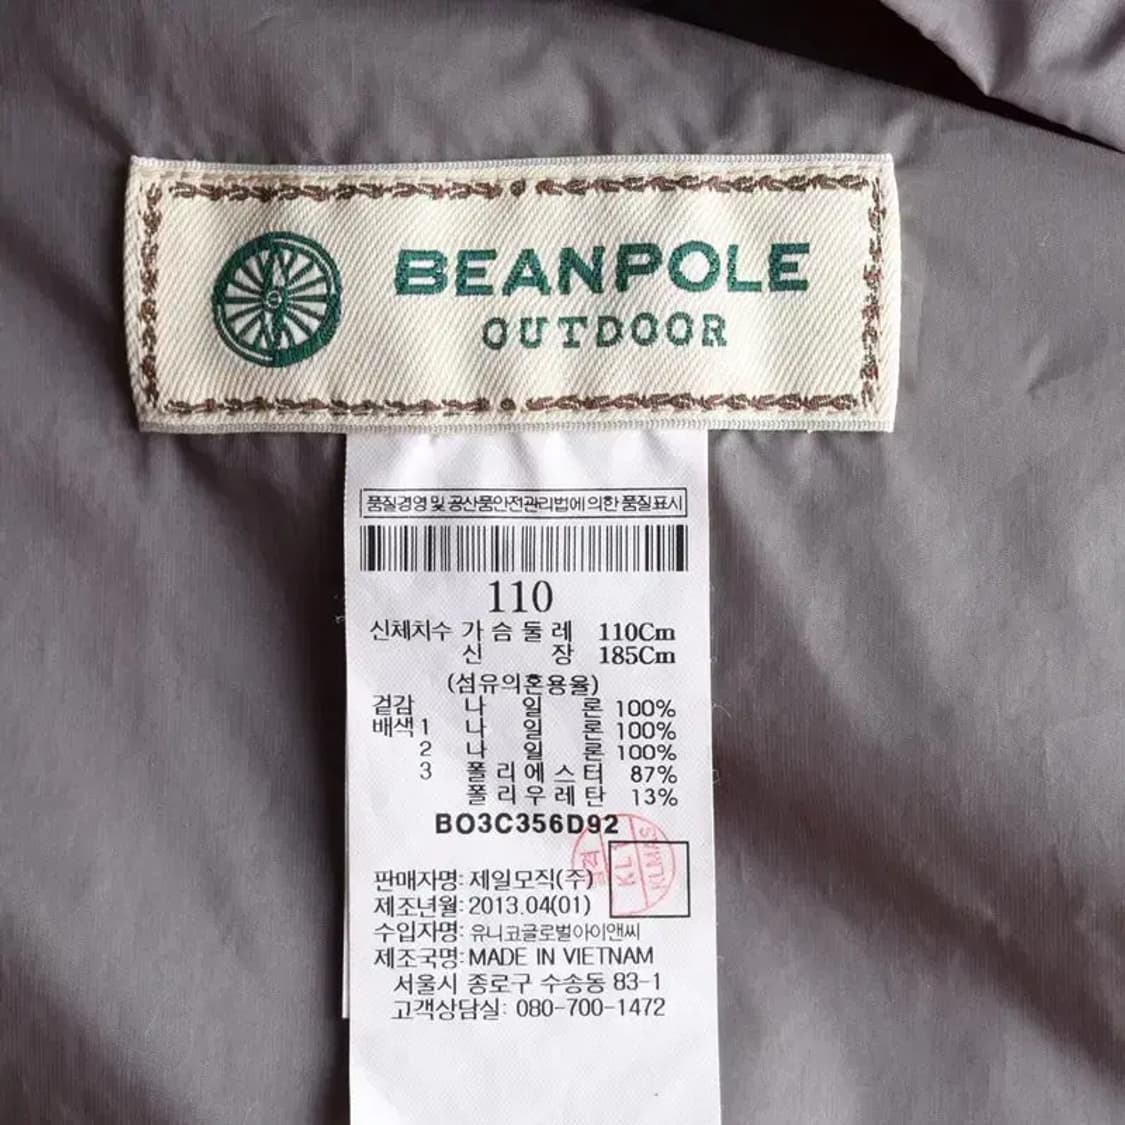 BEANPOLE
OUTDOOR
품질경영 및 공산품안전관리법에 의한 품질표시
110
신체치수 가슴둘레 110Cm
신장 185Cm
(섬유의혼용율)
겉감 나일론 100%
배색 1 나일론 100%
2 나일론 100%
3 폴리에스터 87%
폴리우레탄 13%
BO3C356D92
KLMAS
판매자명: 제일모직(주)
제조년월: 2013.04(01)
수입자명: 유니코글로벌아이앤씨
제조국명: MADE IN VIETNAM
서울시 종로구 수송동 83-1
고객상담실: 080-700-1472